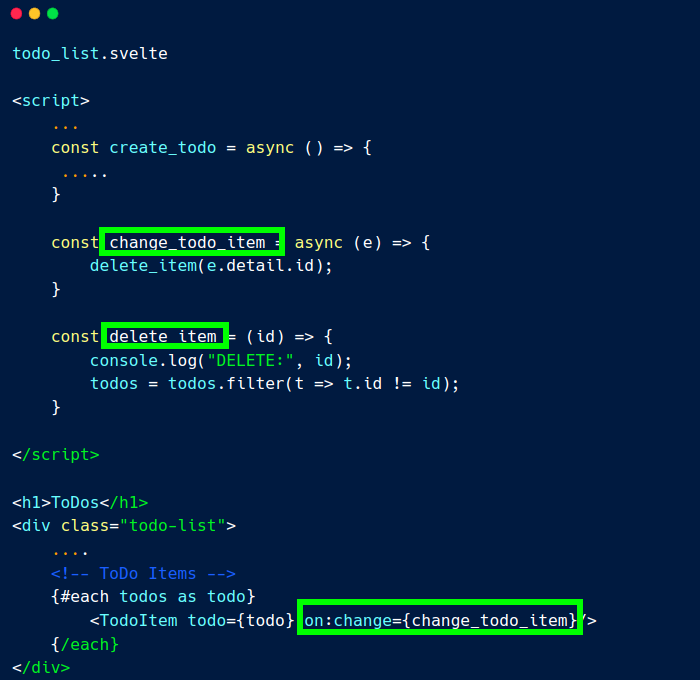 todo_list.svelte
<script>
...
const create_todo = async () => {
.....
}
const change_todo_item = async (e) => {
delete_item(e.detail.id);
}
const delete_item = (id) => {
console.log("DELETE:", id);
todos = todos.filter(t => t.id != id);
}
</script>
<h1>ToDos</h1>
<div class="todo-list">
....
<!-- ToDo Items -->
{#each todos as todo}
<TodoItem todo={todo} on:change={change_todo_item}/>
{/each}
</div>